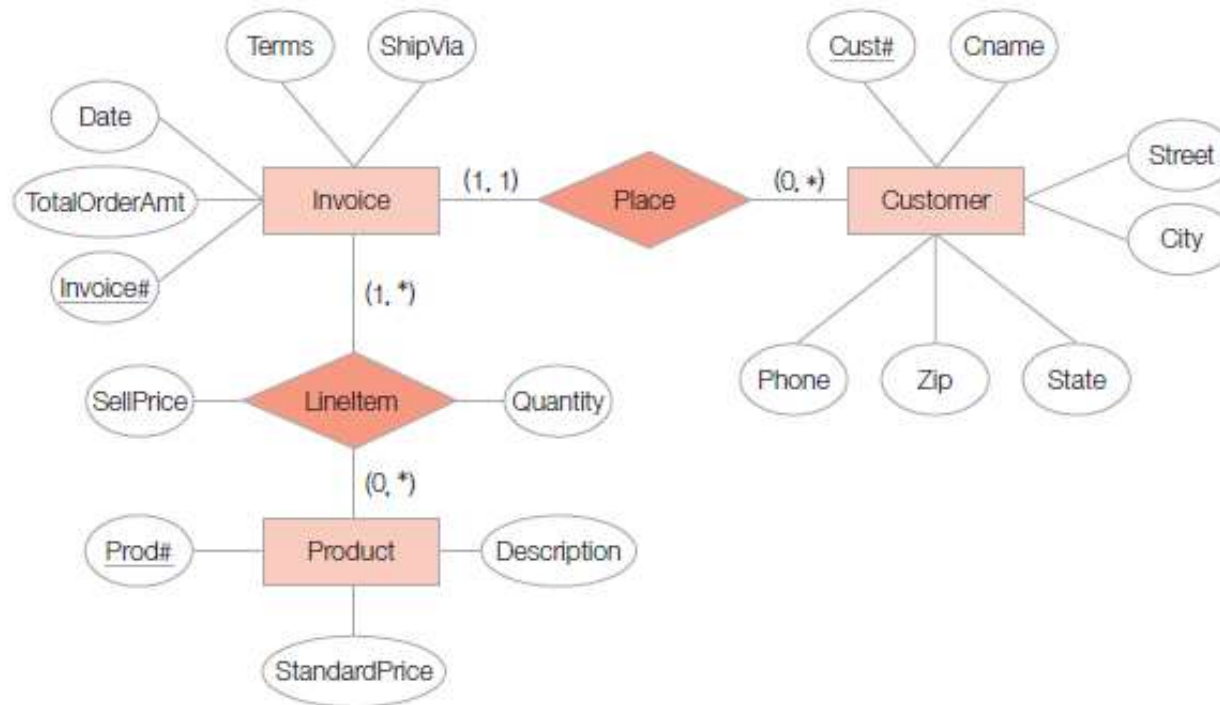 Terms ShipVia Cust# Cname
Date
Street
TotalOrderAmt Invoice (1, 1) Place (0, *) Customer
City
Invoice#
(1, *)
Phone Zip State
SellPrice LineItem Quantity
(0, *)
Prod# Product Description
StandardPrice